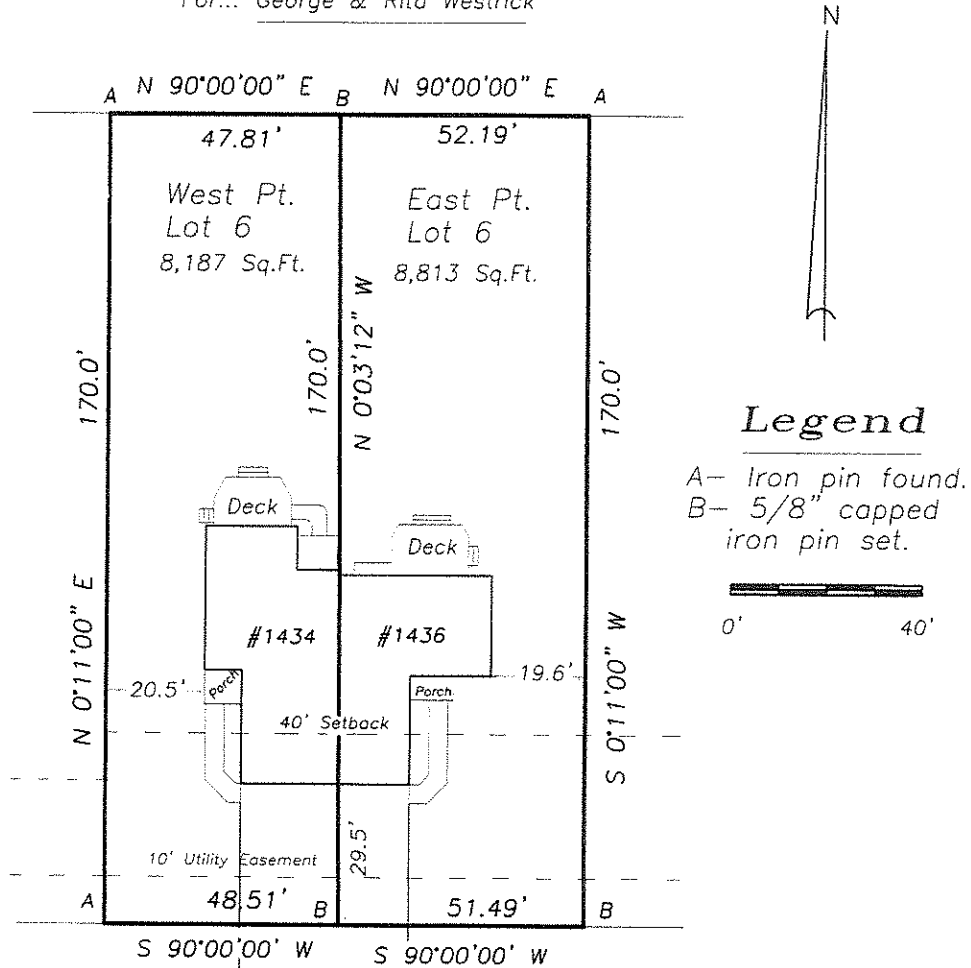 For... George & Rita Westrick
N
A N 90°00'00" E B N 90°00'00" E A
47.81' 52.19'
West Pt.
Lot 6
8,187 Sq.Ft.
East Pt.
Lot 6
8,813 Sq.Ft.
170.0'
170.0'
N 0°03'12" W
170.0'
Legend
A– Iron pin found.
B– 5/8" capped
iron pin set.
0' 40'
Deck
Deck
#1434 #1436
N 0°11'00" E
S 0°11'00" W
20.5' Porch
Porch 19.6'
40' Setback
29.5'
10' Utility Easement
A 48.51' B 51.49' B
S 90°00'00' W S 90°00'00' W